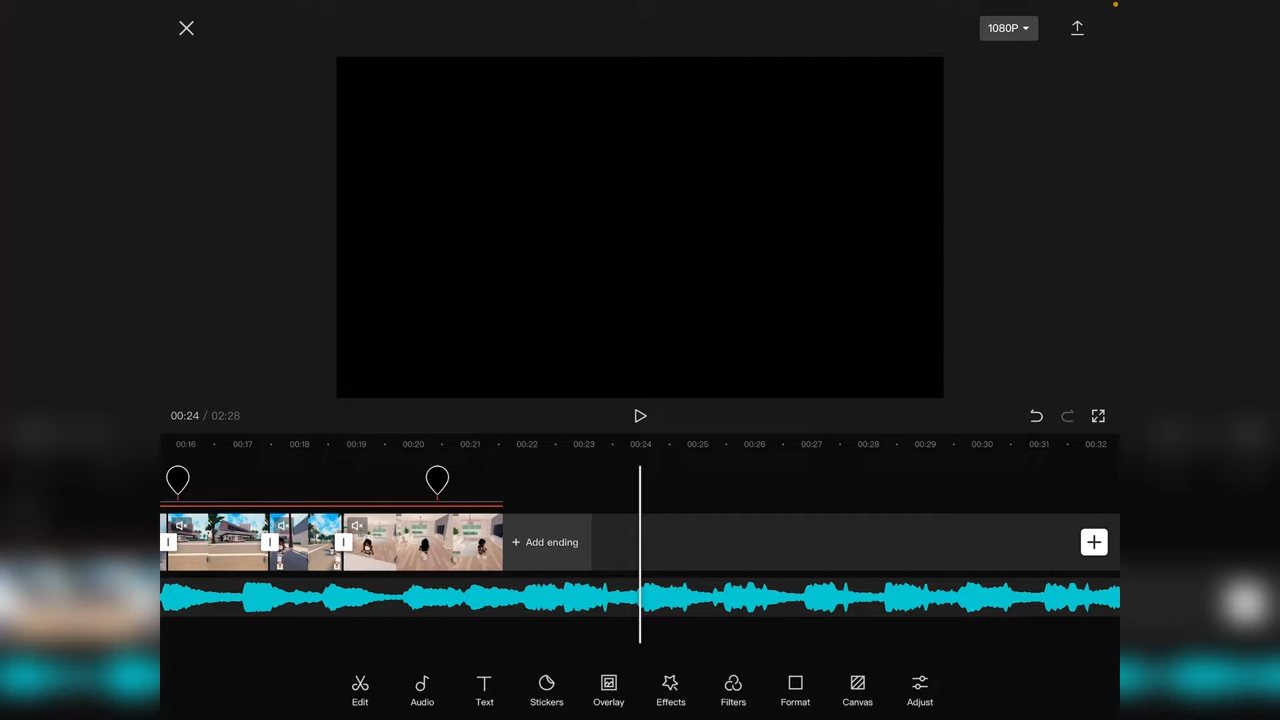 1080P
00:24 / 02:28
00:16 00:17 00:18 00:19 00:20 00:21 00:22 00:23 00:24 00:25 00:26 00:27 00:28 00:29 00:30 00:31 00:32
+ Add ending
Edit Audio Text Stickers Overlay Effects Filters Format Canvas Adjust